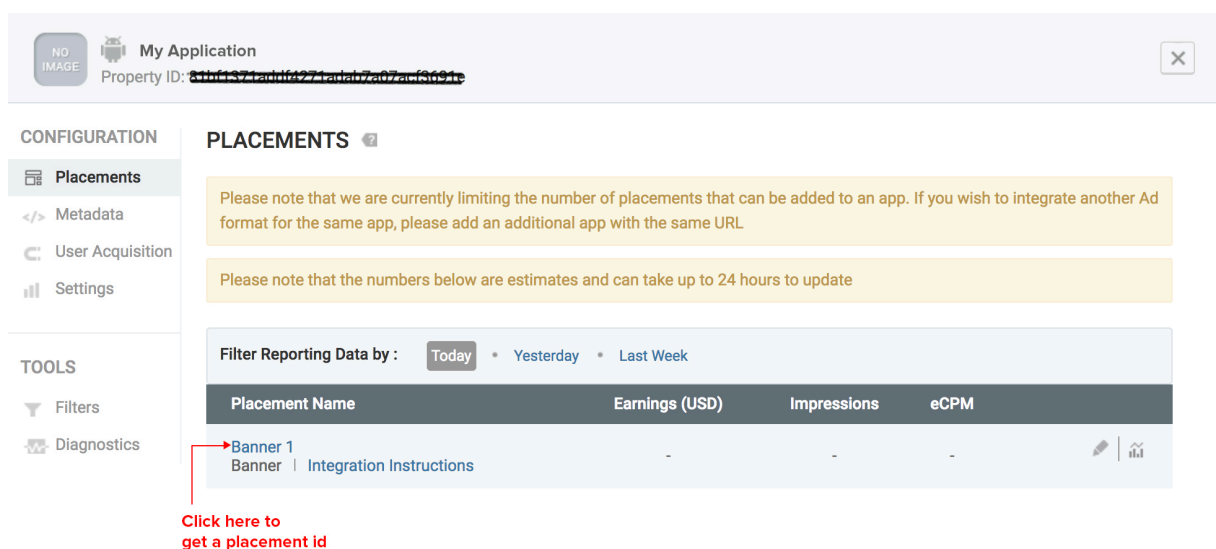 NO
IMAGE
My Application
Property ID:
CONFIGURATION
Placements
Metadata
User Acquisition
Settings
TOOLS
Filters
Diagnostics
PLACEMENTS ?
Please note that we are currently limiting the number of placements that can be added to an app. If you wish to integrate another Ad
format for the same app, please add an additional app with the same URL
Please note that the numbers below are estimates and can take up to 24 hours to update
Filter Reporting Data by : Today • Yesterday • Last Week
Placement Name Earnings (USD) Impressions eCPM
Banner 1
Banner | Integration Instructions - - -
Click here to
get a placement id